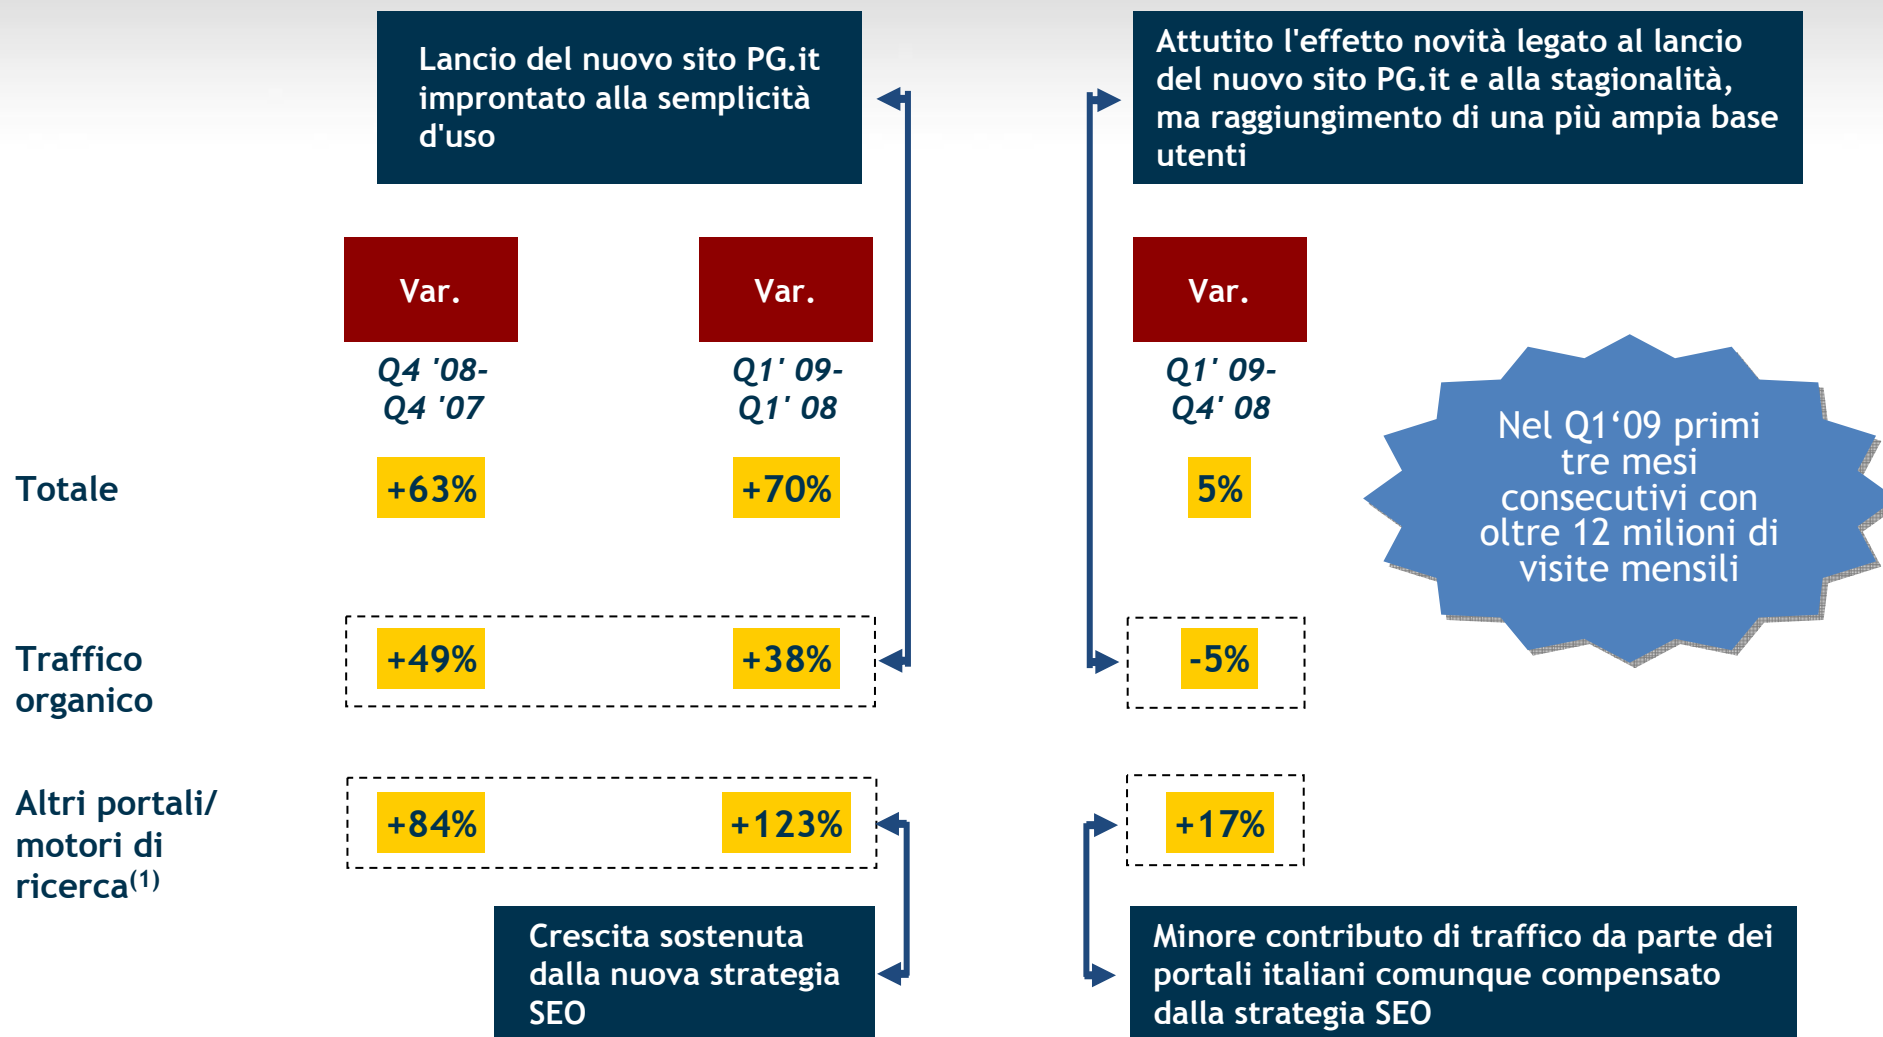 Lancio del nuovo sito PG.it
improntato alla semplicità
d'uso
Attutito l'effetto novità legato al lancio
del nuovo sito PG.it e alla stagionalità,
ma raggiungimento di una più ampia base
utenti
Var.
Var.
Var.
Q4 '08-
Q4 '07
Q1' 09-
Q1' 08
Q1' 09-
Q4' 08
Nel Q1‘09 primi
tre mesi
consecutivi con
oltre 12 milioni di
visite mensili
Totale
+63%
+70%
5%
Traffico
organico
+49%
+38%
-5%
Altri portali/
motori di
ricerca(1)
+84%
+123%
+17%
Crescita sostenuta
dalla nuova strategia
SEO
Minore contributo di traffico da parte dei
portali italiani comunque compensato
dalla strategia SEO